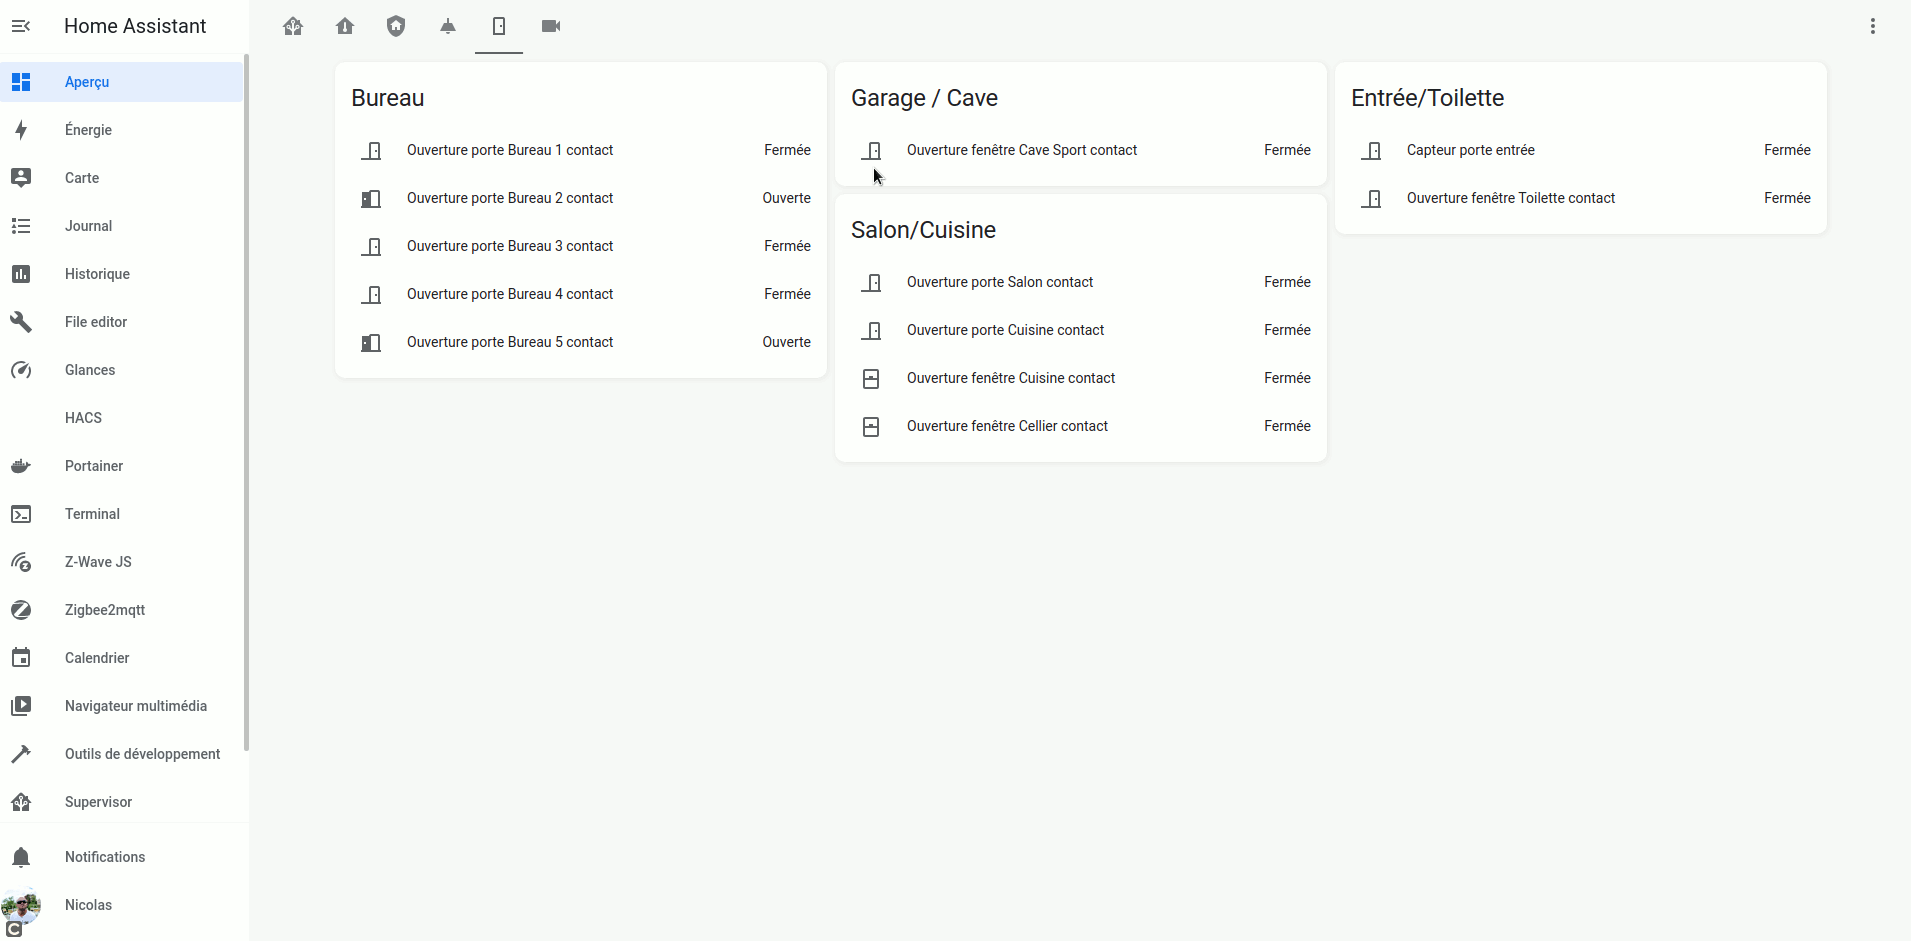 Home Assistant
Aperçu
Énergie
Carte
Journal
Historique
File editor
Glances
HACS
Portainer
Terminal
Z-Wave JS
Zigbee2mqtt
Calendrier
Navigateur multimédia
Outils de développement
Supervisor
Notifications
Nicolas
Bureau
Ouverture porte Bureau 1 contact Fermée
Ouverture porte Bureau 2 contact Ouverte
Ouverture porte Bureau 3 contact Fermée
Ouverture porte Bureau 4 contact Fermée
Ouverture porte Bureau 5 contact Ouverte
Garage / Cave
Ouverture fenêtre Cave Sport contact Fermée
Salon/Cuisine
Ouverture porte Salon contact Fermée
Ouverture porte Cuisine contact Fermée
Ouverture fenêtre Cuisine contact Fermée
Ouverture fenêtre Cellier contact Fermée
Entrée/Toilette
Capteur porte entrée Fermée
Ouverture fenêtre Toilette contact Fermée